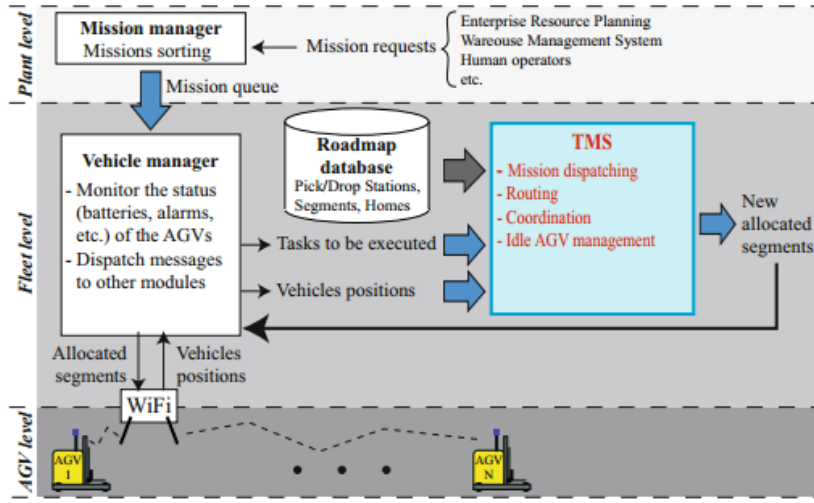 Plant level
Mission manager
Missions sorting
Mission requests
Enterprise Resource Planning
Warouse Management System
Human operators
etc.
Mission queue
Fleet level
Vehicle manager
- Monitor the status
(batteries, alarms,
etc.) of the AGVs
- Dispatch messages
to other modules
Roadmap
database
Pick/Drop Stations,
Segments, Homes
TMS
- Mission dispatching
- Routing
- Coordination
- Idle AGV management
New
allocated
segments
Tasks to be executed
Vehicles positions
Allocated
segments
Vehicles
positions
WiFi
AGV level
AGV
1
AGV
N